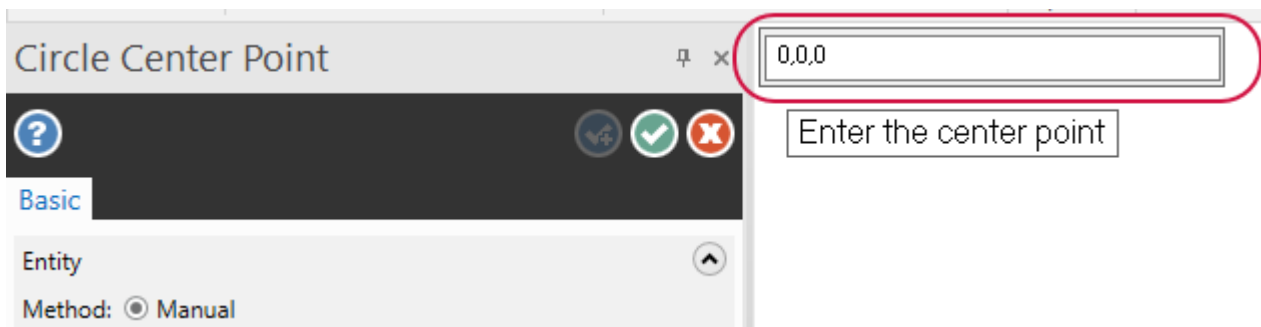 Circle Center Point
0,0,0
Enter the center point
Basic
Entity
Method: Manual